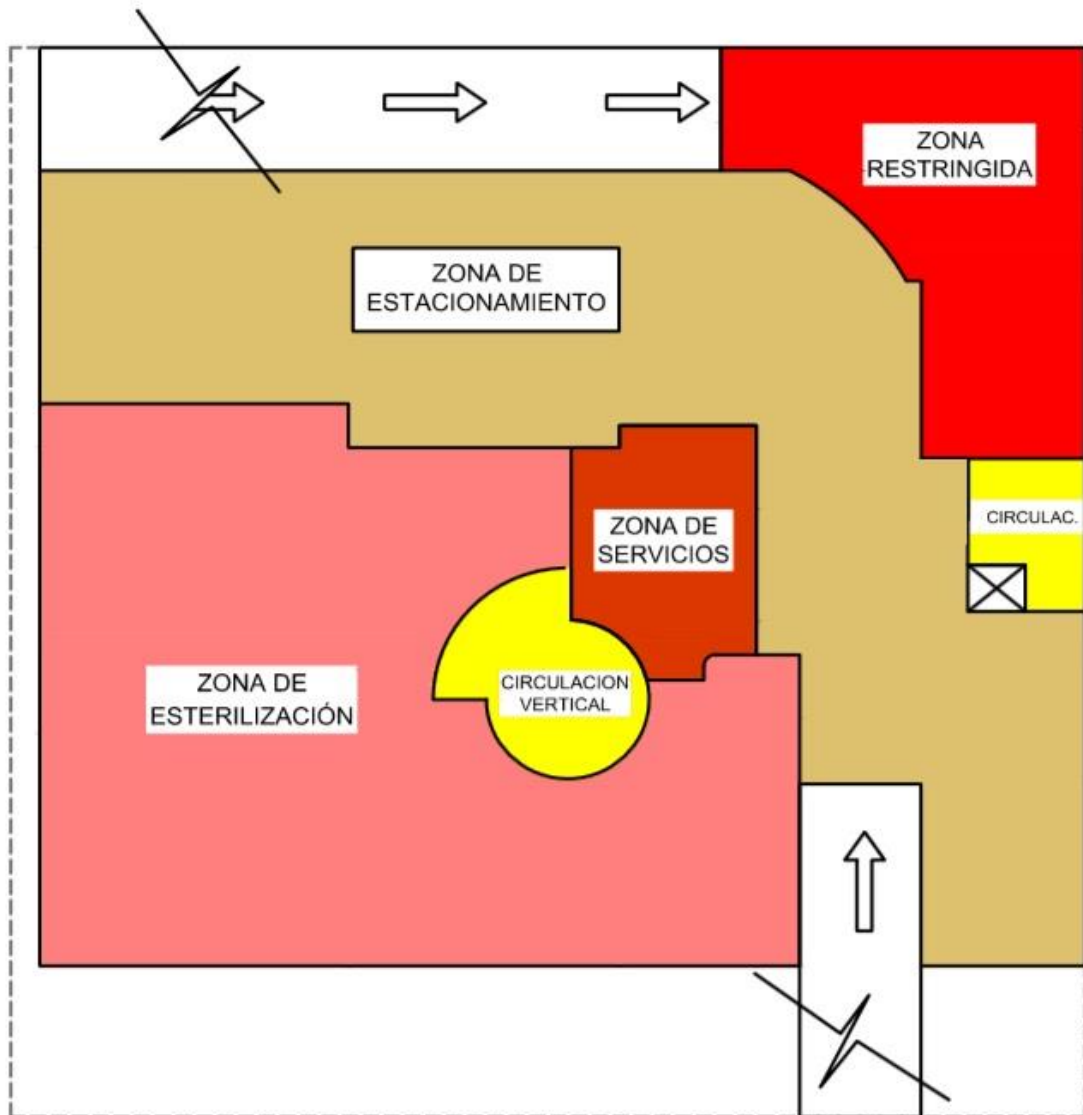 ZONA
RESTRINGIDA
ZONA DE
ESTACIONAMIENTO
CIRCULAC.
ZONA DE
SERVICIOS
ZONA DE
ESTERILIZACIÓN
CIRCULACION
VERTICAL